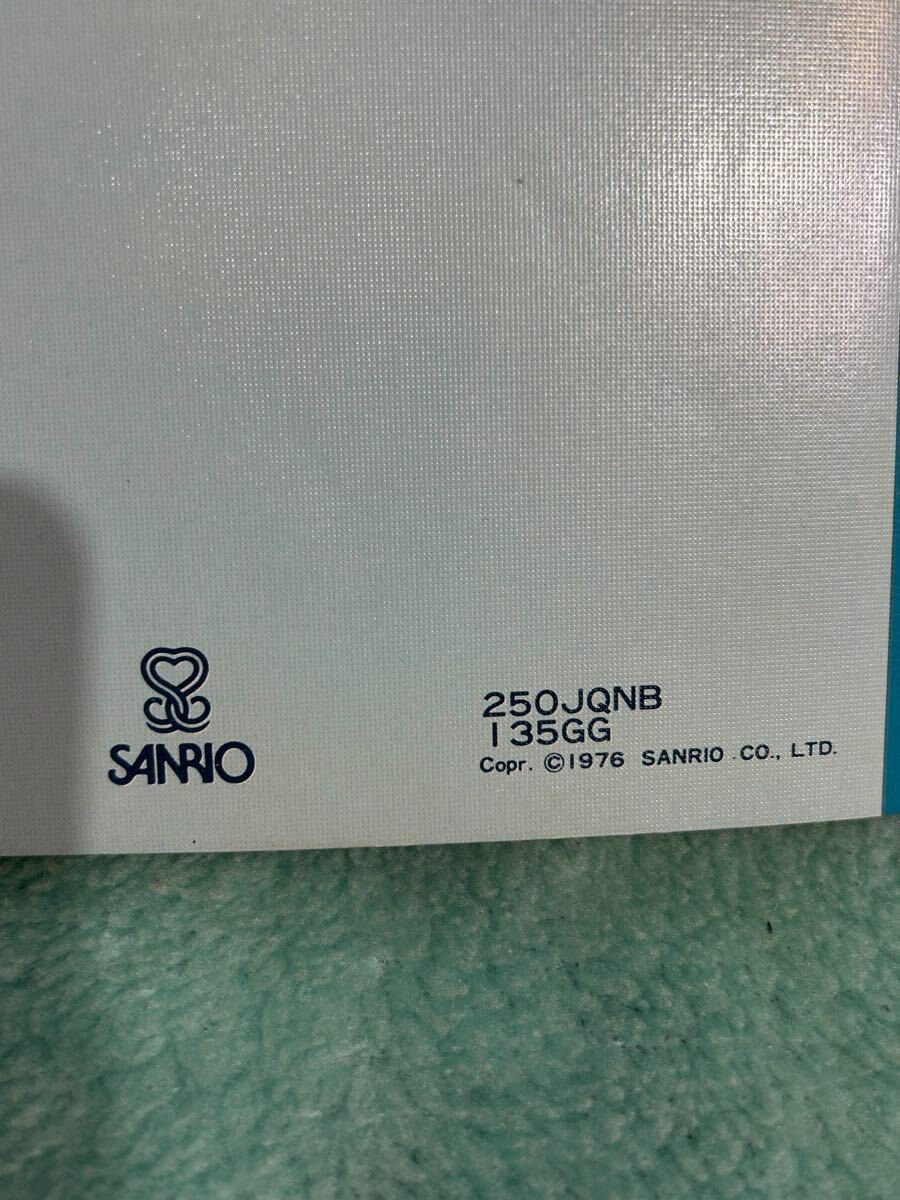 SANRIO
250JQNB
135GG
Copr. ©1976 SANRIO CO., LTD.